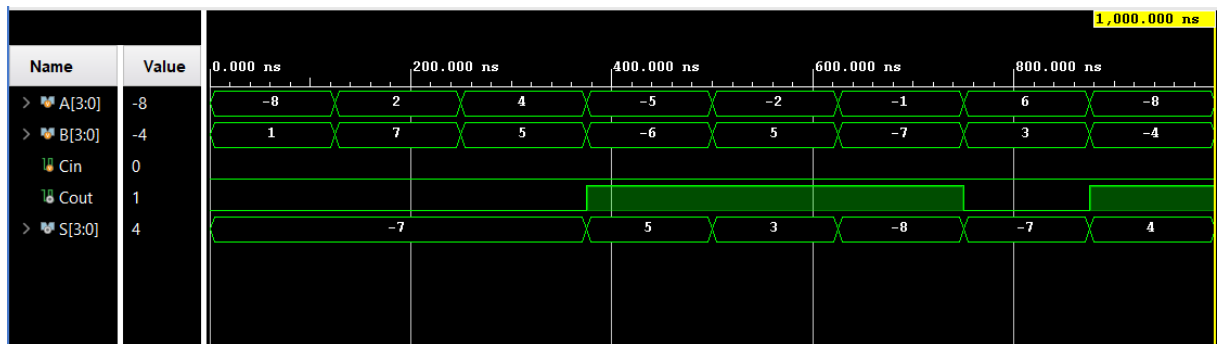 1,000.000 ns
Name Value 0.000 ns 200.000 ns 400.000 ns 600.000 ns 800.000 ns
> A[3:0] -8 -8 2 4 -5 -2 -1 6 -8
> B[3:0] -4 1 7 5 -6 5 -7 3 -4
Cin 0
Cout 1
> S[3:0] 4 -7 5 3 -8 -7 4